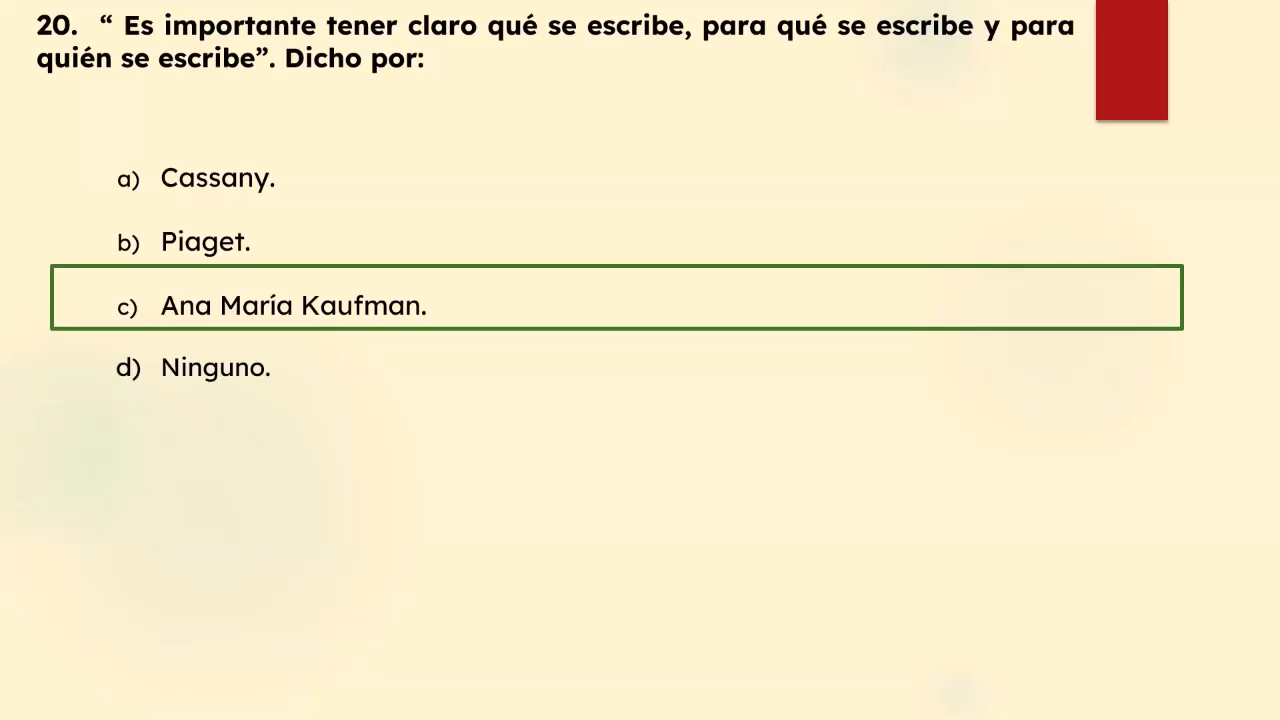 20. “ Es importante tener claro qué se escribe, para qué se escribe y para
quién se escribe”. Dicho por:
a) Cassany.
b) Piaget.
c) Ana María Kaufman.
d) Ninguno.